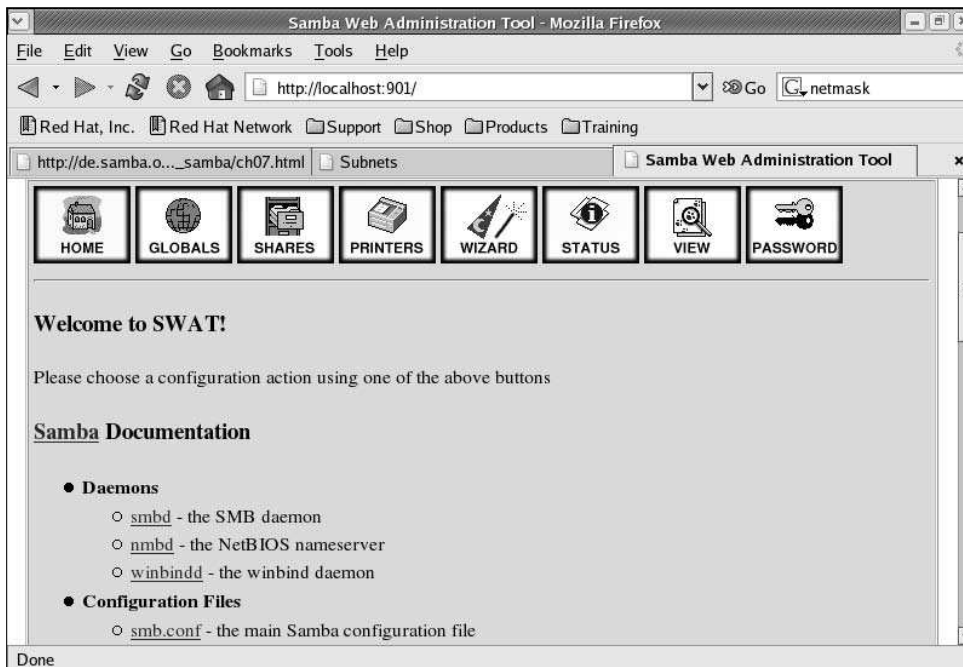 Samba Web Administration Tool - Mozilla Firefox
File Edit View Go Bookmarks Tools Help
http://localhost:901/ Go G netmask
Red Hat, Inc. Red Hat Network Support Shop Products Training
http://de.samba.o..._samba/ch07.html Subnets Samba Web Administration Tool
HOME GLOBALS SHARES PRINTERS WIZARD STATUS VIEW PASSWORD
Welcome to SWAT!
Please choose a configuration action using one of the above buttons
Samba Documentation
Daemons
smbd - the SMB daemon
nmbd - the NetBIOS nameserver
winbindd - the winbind daemon
Configuration Files
smb.conf - the main Samba configuration file
Done